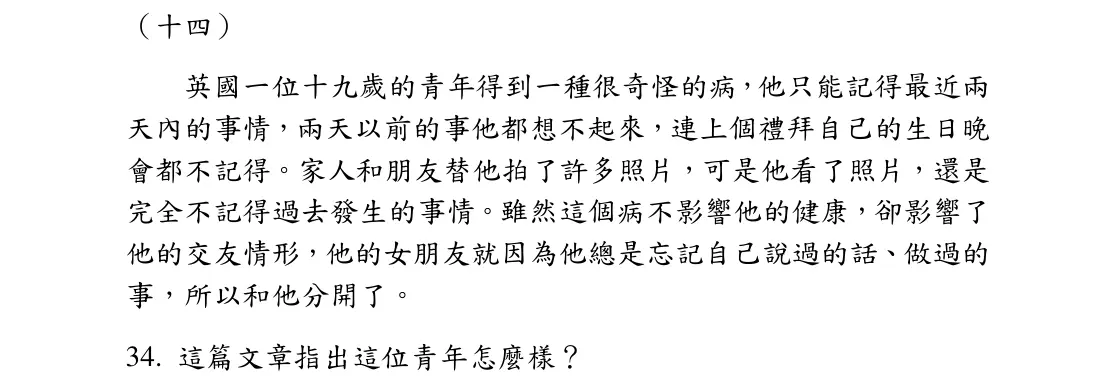 （十四）
英國一位十九歲的青年得到一種很奇怪的病，他只能記得最近兩
天內的事情，兩天以前的事他都想不起來，連上個禮拜自己的生日晚
會都不記得。家人和朋友替他拍了許多照片，可是他看了照片，還是
完全不記得過去發生的事情。雖然這個病不影響他的健康，卻影響了
他的交友情形，他的女朋友就因為他總是忘記自己說過的話、做過的
事，所以和他分開了。
34. 這篇文章指出這位青年怎麼樣？